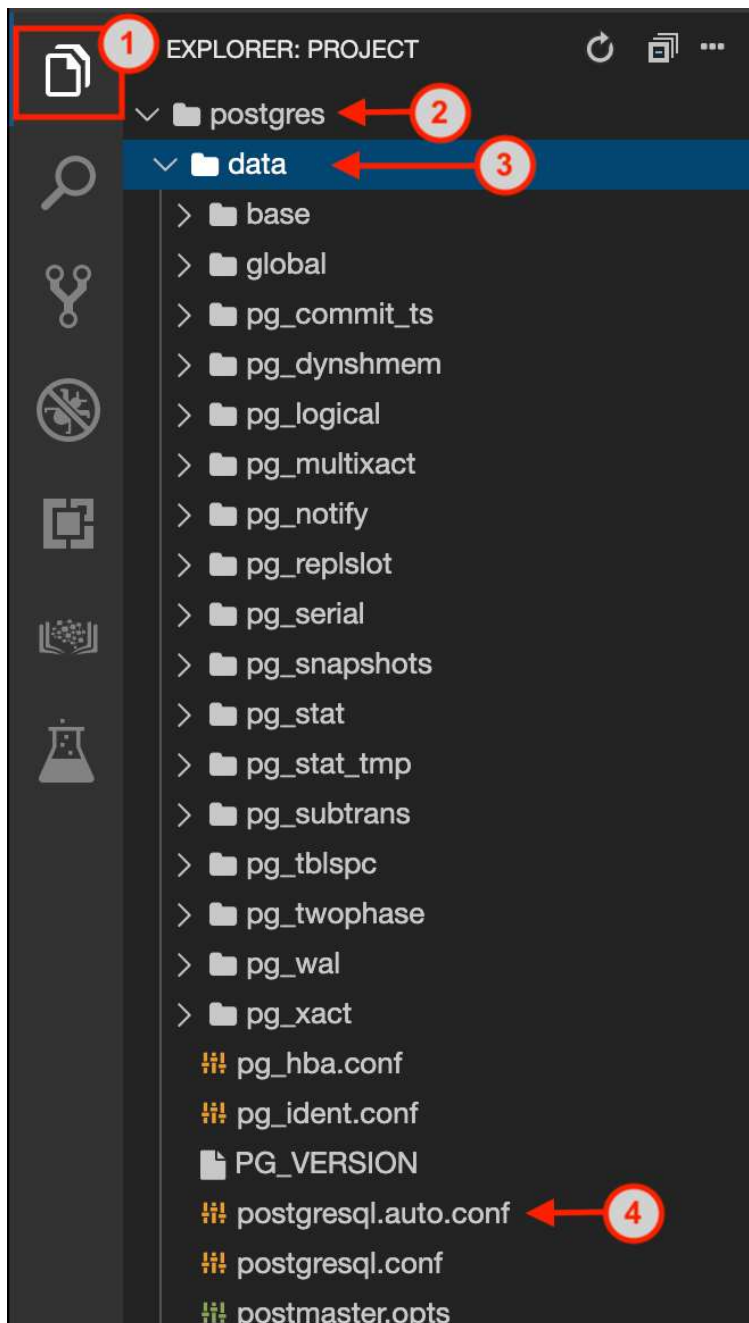 1
EXPLORER: PROJECT
postgres 2
data 3
base
global
pg_commit_ts
pg_dynshmem
pg_logical
pg_multixact
pg_notify
pg_replslot
pg_serial
pg_snapshots
pg_stat
pg_stat_tmp
pg_subtrans
pg_tblspc
pg_twophase
pg_wal
pg_xact
pg_hba.conf
pg_ident.conf
PG_VERSION
postgresql.auto.conf 4
postgresql.conf
postmaster.opts